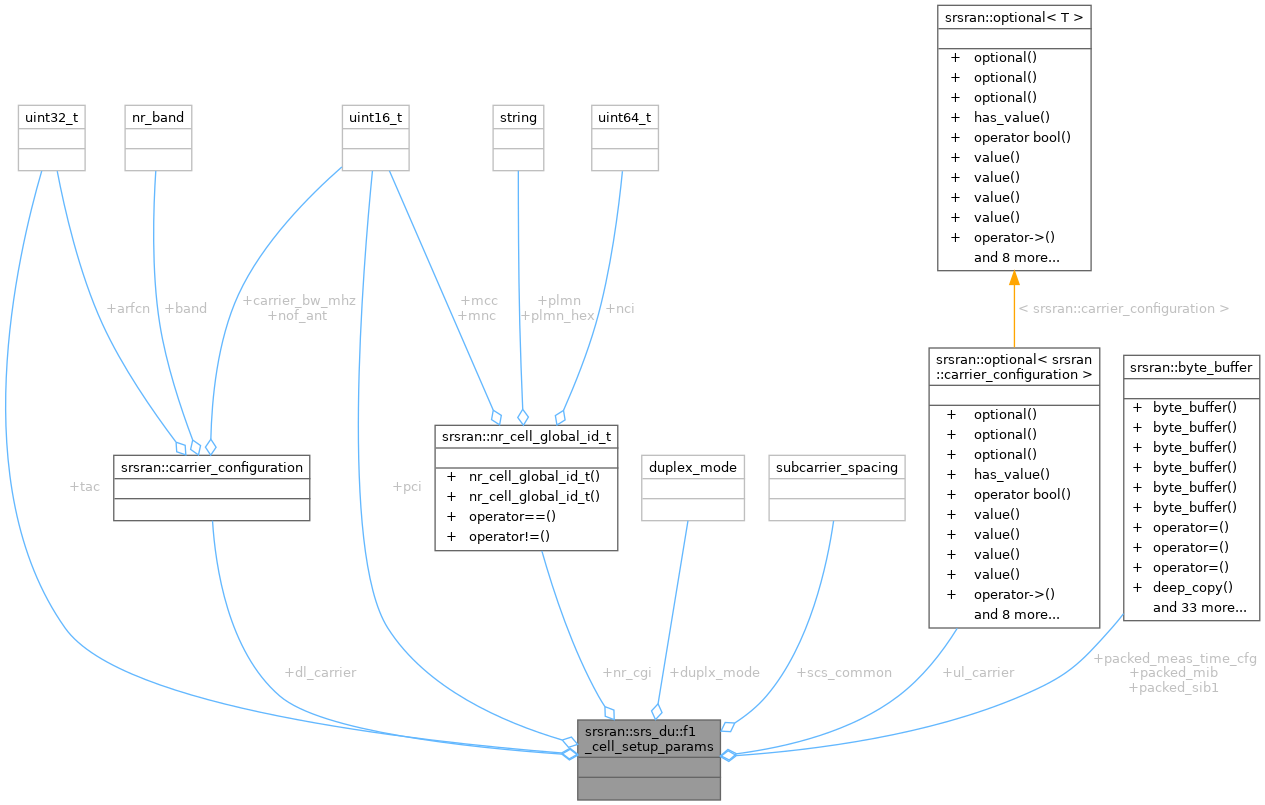 srsran::optional< T >
+ optional()
+ optional()
+ optional()
+ has_value()
+ operator bool()
+ value()
+ value()
+ value()
+ value()
+ operator->()
and 8 more...
uint32_t
nr_band
uint16_t
string
uint64_t
+arfcn
+band
+carrier_bw_mhz
+nof_ant
+mcc
+mnc
+plmn
+plmn_hex
+nci
< srsran::carrier_configuration >
srsran::optional< srsran
::carrier_configuration >
+ optional()
+ optional()
+ optional()
+ has_value()
+ operator bool()
+ value()
+ value()
+ value()
+ value()
+ operator->()
and 8 more...
srsran::byte_buffer
+ byte_buffer()
+ byte_buffer()
+ byte_buffer()
+ byte_buffer()
+ byte_buffer()
+ byte_buffer()
+ operator=()
+ operator=()
+ operator=()
+ deep_copy()
and 33 more...
srsran::nr_cell_global_id_t
+ nr_cell_global_id_t()
+ nr_cell_global_id_t()
+ operator==()
+ operator!=()
srsran::carrier_configuration
duplex_mode
subcarrier_spacing
+tac
+pci
+dl_carrier
+nr_cgi
+duplx_mode
+scs_common
+ul_carrier
+packed_meas_time_cfg
+packed_mib
+packed_sib1
srsran::srs_du::f1
_cell_setup_params